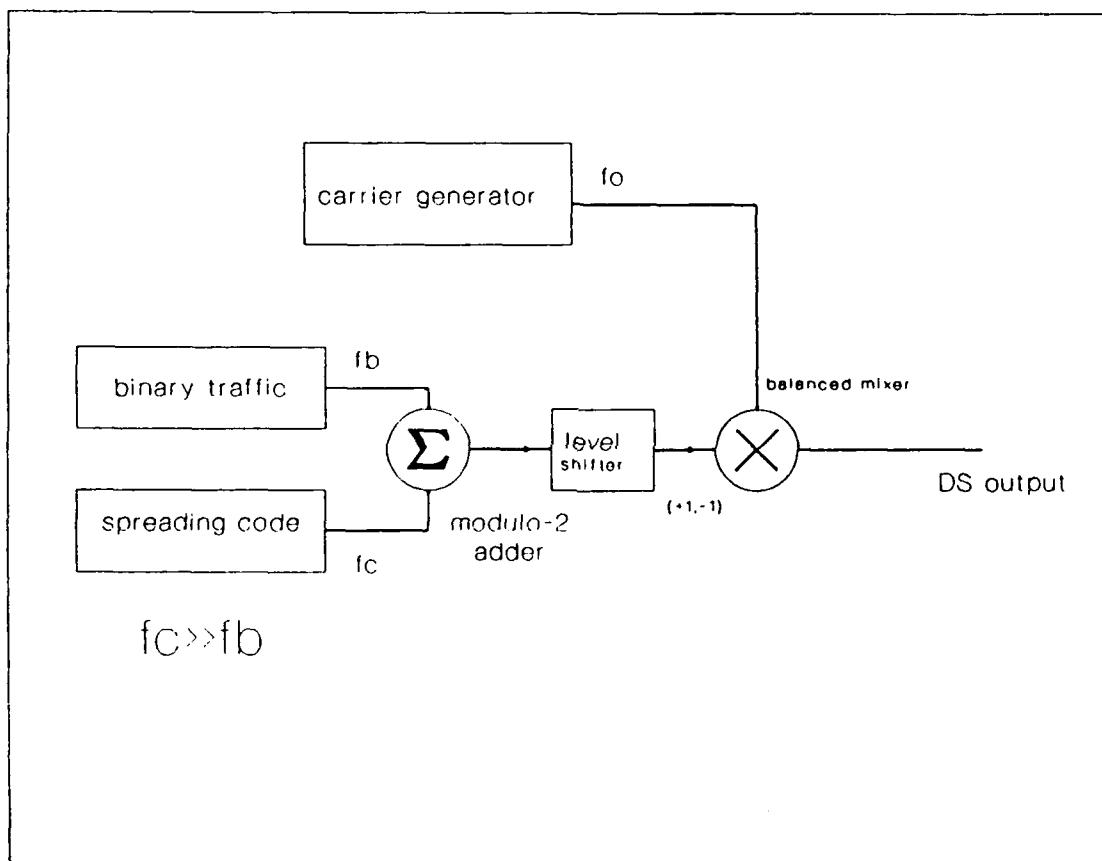 carrier generator
fo
binary traffic
fb
balanced mixer
Σ
level
shifter
(+1,-1)
DS output
spreading code
fc
modulo-2
adder
fc>>fb